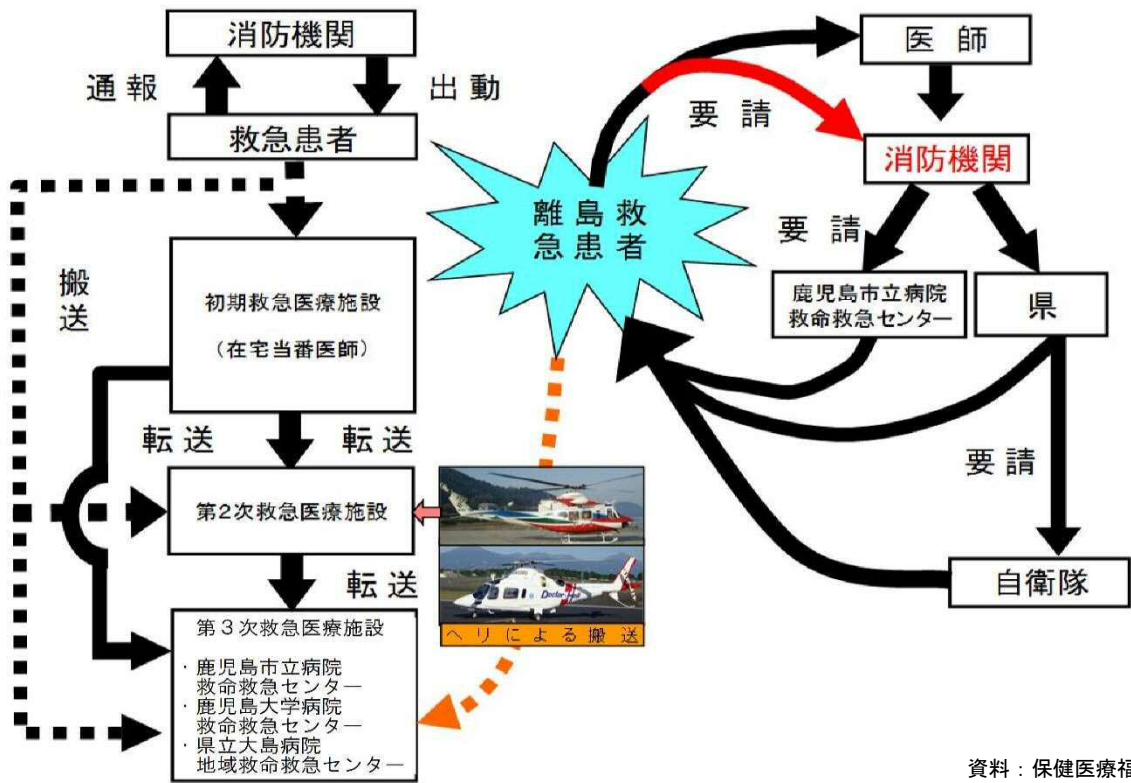 消防機関
通報
出動
救急患者
搬送
初期救急医療施設
（在宅当番医師）
転送
転送
第2次救急医療施設
転送
第３次救急医療施設
・鹿児島市立病院
救命救急センター
・鹿児島大学病院
救命救急センター
・県立大島病院
地域救命救急センター
離島救
急患者
ヘリによる搬送
医師
要請
消防機関
要請
鹿児島市立病院
救命救急センター
県
要請
自衛隊
資料：保健医療福